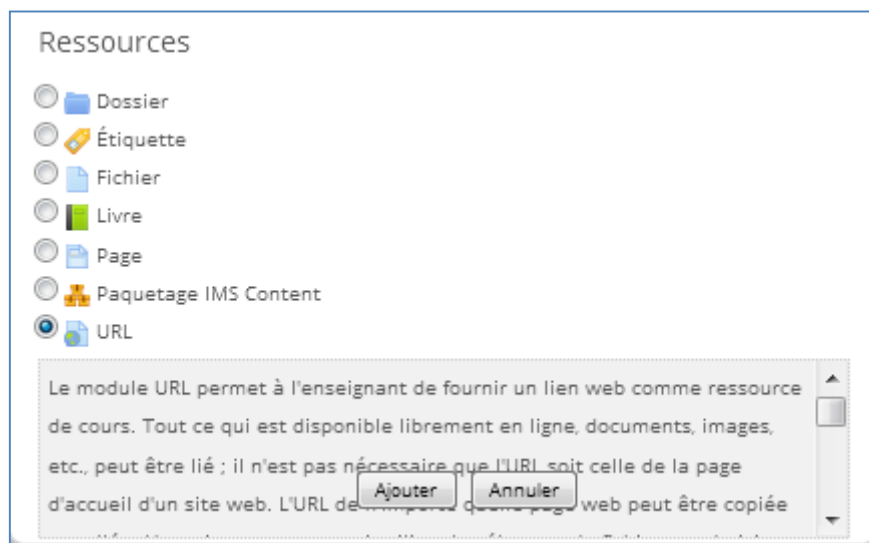 Ressources
Dossier
Étiquette
Fichier
Livre
Page
Paquetage IMS Content
URL
Le module URL permet à l'enseignant de fournir un lien web comme ressource
de cours. Tout ce qui est disponible librement en ligne, documents, images,
etc., peut être lié ; il n'est pas nécessaire que l'URL soit celle de la page
d'accueil d'un site web. L'URL de n'importe quelle page web peut être copiée
Ajouter Annuler